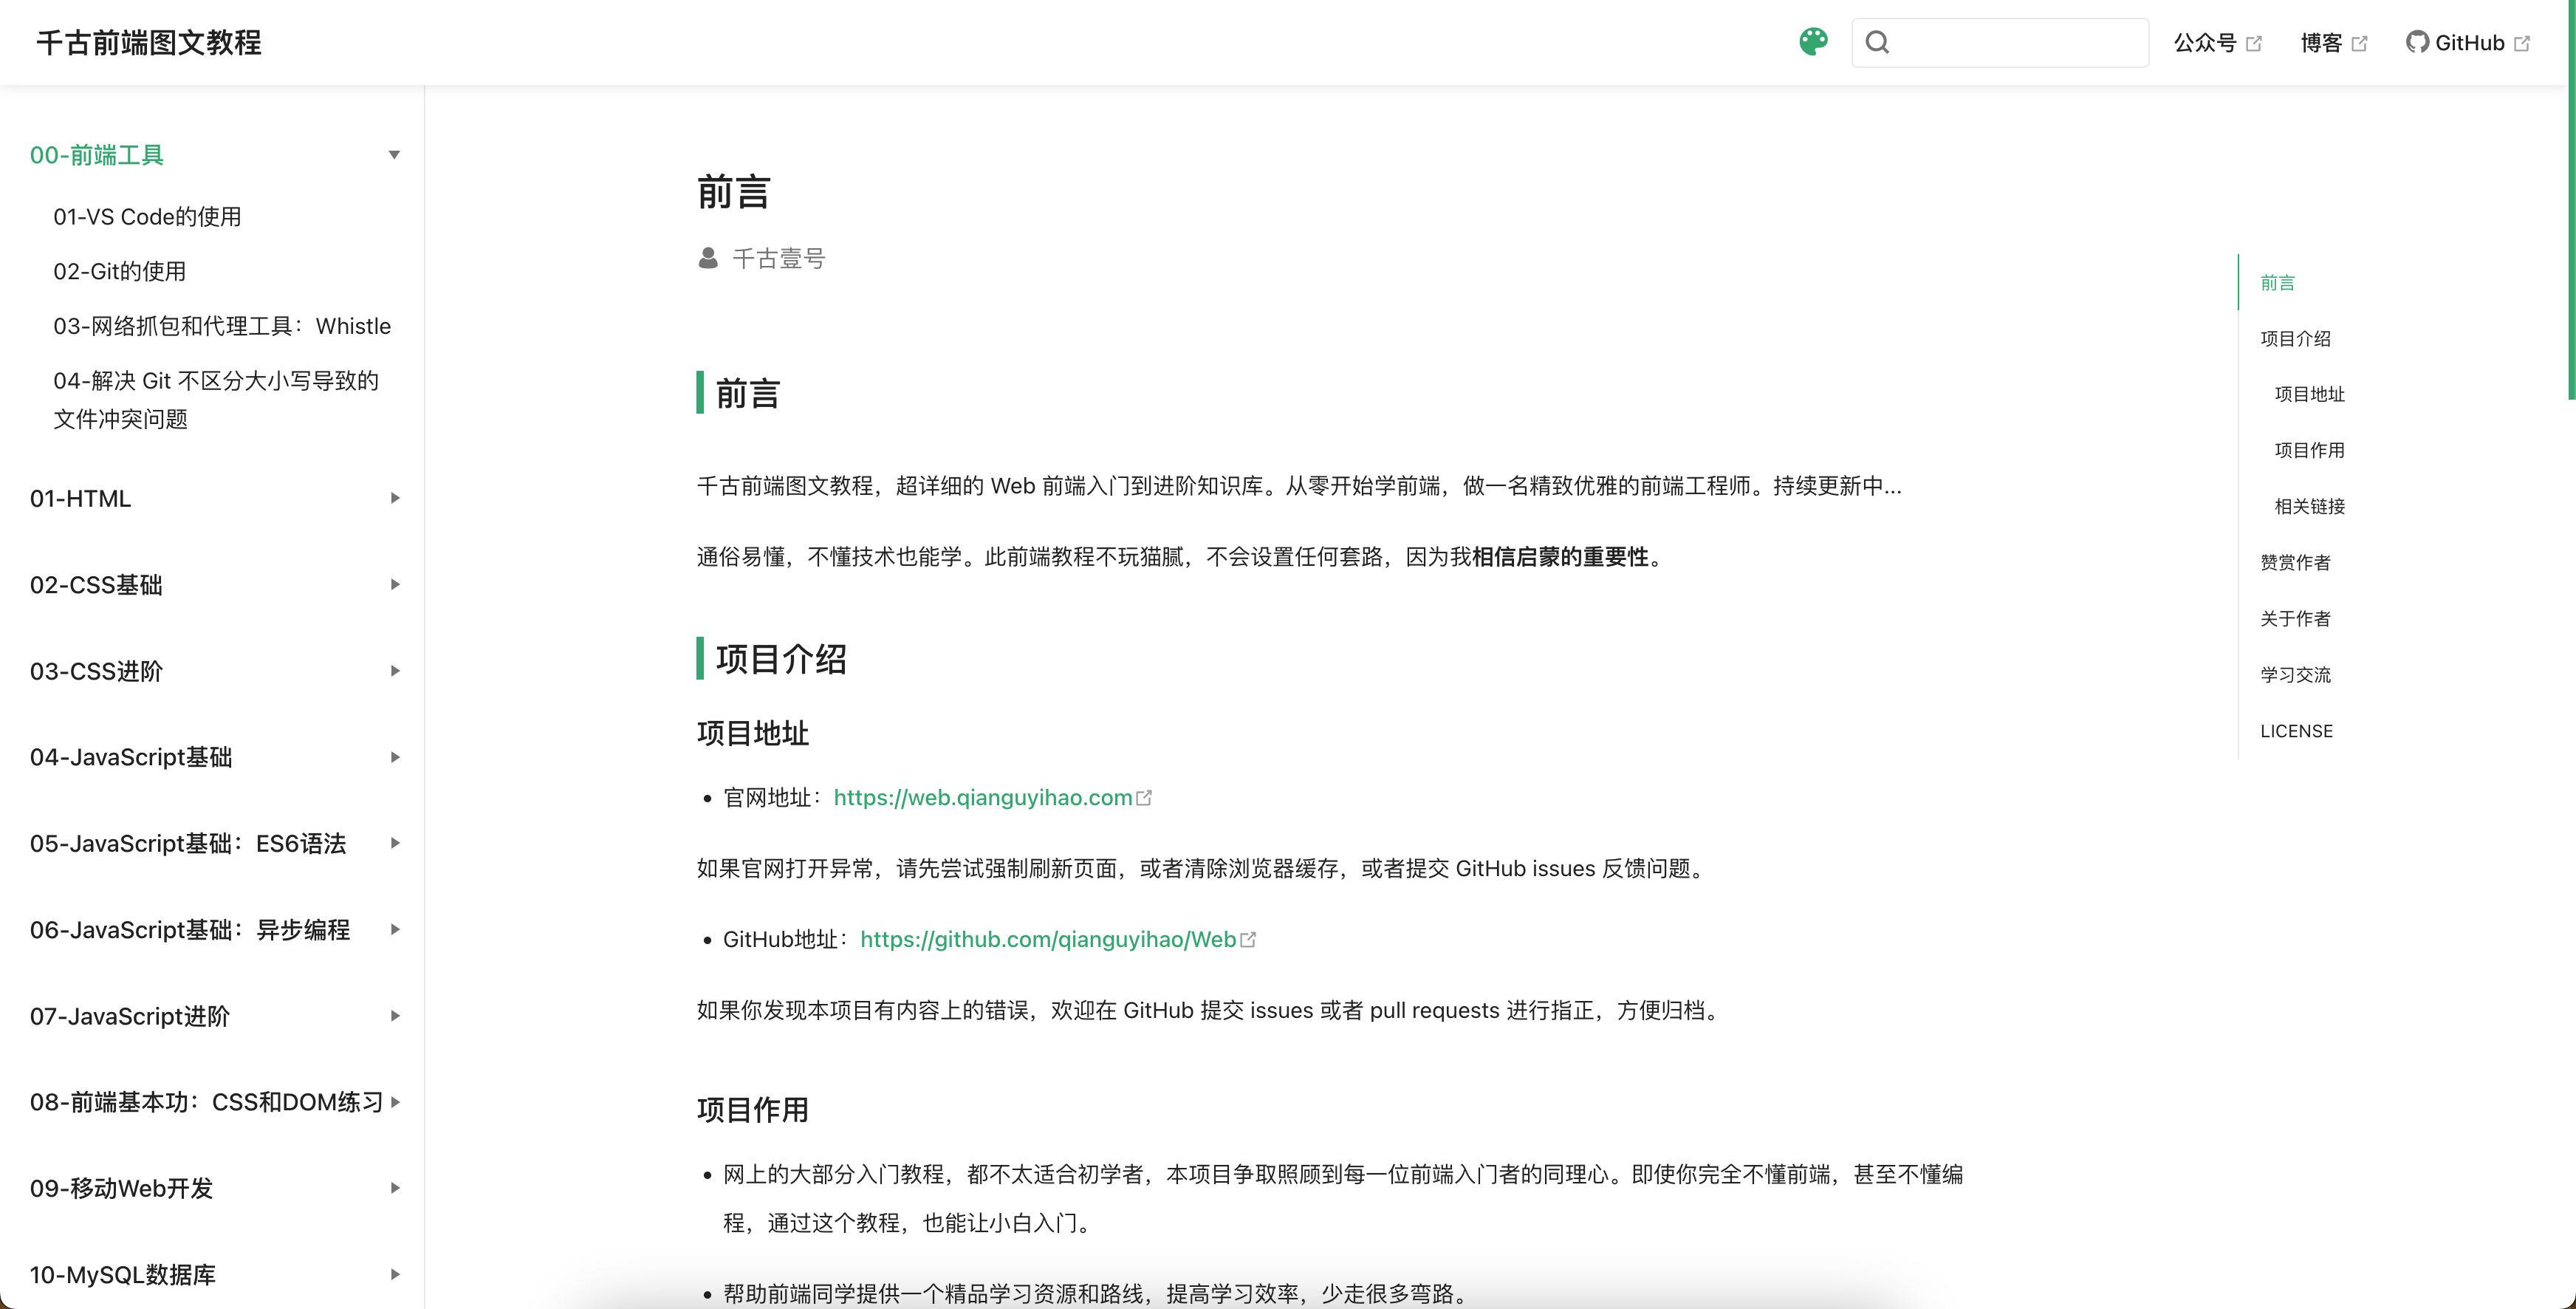 千古前端图文教程
公众号
博客
GitHub
00-前端工具
01-VS Code的使用
02-Git的使用
03-网络抓包和代理工具：Whistle
04-解决 Git 不区分大小写导致的
文件冲突问题
01-HTML
02-CSS基础
03-CSS进阶
04-JavaScript基础
05-JavaScript基础：ES6语法
06-JavaScript基础：异步编程
07-JavaScript进阶
08-前端基本功：CSS和DOM练习
09-移动Web开发
10-MySQL数据库
前言
千古壹号
前言
千古前端图文教程，超详细的 Web 前端入门到进阶知识库。从零开始学前端，做一名精致优雅的前端工程师。持续更新中...
通俗易懂，不懂技术也能学。此前端教程不玩猫腻，不会设置任何套路，因为我相信启蒙的重要性。
项目介绍
项目地址
官网地址：https://web.qianguyihao.com
如果官网打开异常，请先尝试强制刷新页面，或者清除浏览器缓存，或者提交 GitHub issues 反馈问题。
GitHub地址：https://github.com/qianguyihao/Web
如果你发现本项目有内容上的错误，欢迎在 GitHub 提交 issues 或者 pull requests 进行指正，方便归档。
项目作用
网上的大部分入门教程，都不太适合初学者，本项目争取照顾到每一位前端入门者的同理心。即使你完全不懂前端，甚至不懂编
程，通过这个教程，也能让小白入门。
帮助前端同学提供一个精品学习资源和路线，提高学习效率，少走很多弯路。
前言
项目介绍
项目地址
项目作用
相关链接
赞赏作者
关于作者
学习交流
LICENSE